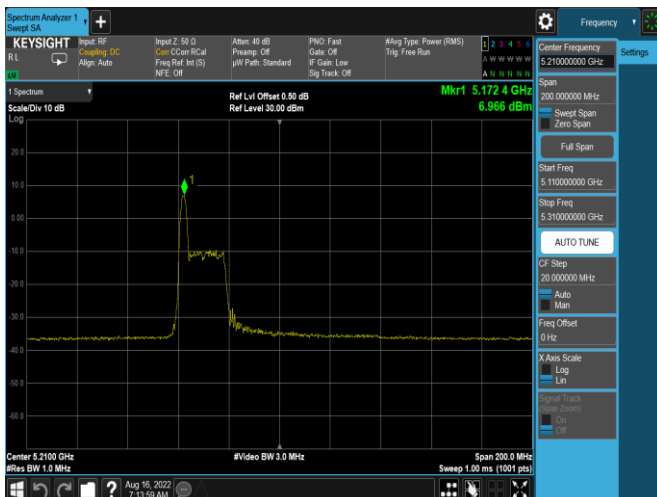 Spectrum Analyzer 1
Swept SA
Frequency
KEYSIGHT
R L
LV
Input: RF
Coupling: DC
Align: Auto
Input Z: 50 Ω
Corr CCorr RCal
Freq Ref: Int (S)
NFE: Off
Atten: 40 dB
Preamp: Off
µW Path: Standard
PNO: Fast
Gate: Off
IF Gain: Low
Sig Track: Off
#Avg Type: Power (RMS)
Trig: Free Run
1 2 3 4 5 6
A W W W W W
A N N N N N
Center Frequency
5.210000000 GHz
Settings
Span
200.000000 MHz
Swept Span
Zero Span
Full Span
Start Freq
5.110000000 GHz
Stop Freq
5.310000000 GHz
AUTO TUNE
CF Step
20.000000 MHz
Auto
Man
Freq Offset
0 Hz
X Axis Scale
Log
Lin
Signal Track
(Span Zoom)
On
Off
1 Spectrum
Scale/Div 10 dB
Log
Ref Lvl Offset 0.50 dB
Ref Level 30.00 dBm
Mkr1 5.172 4 GHz
6.966 dBm
1
20.0
10.0
0.00
-10.0
-20.0
-30.0
-40.0
-50.0
-60.0
Center 5.2100 GHz
#Res BW 1.0 MHz
#Video BW 3.0 MHz
Span 200.0 MHz
Sweep 1.00 ms (1001 pts)
Aug 16, 2022
7:13:59 AM